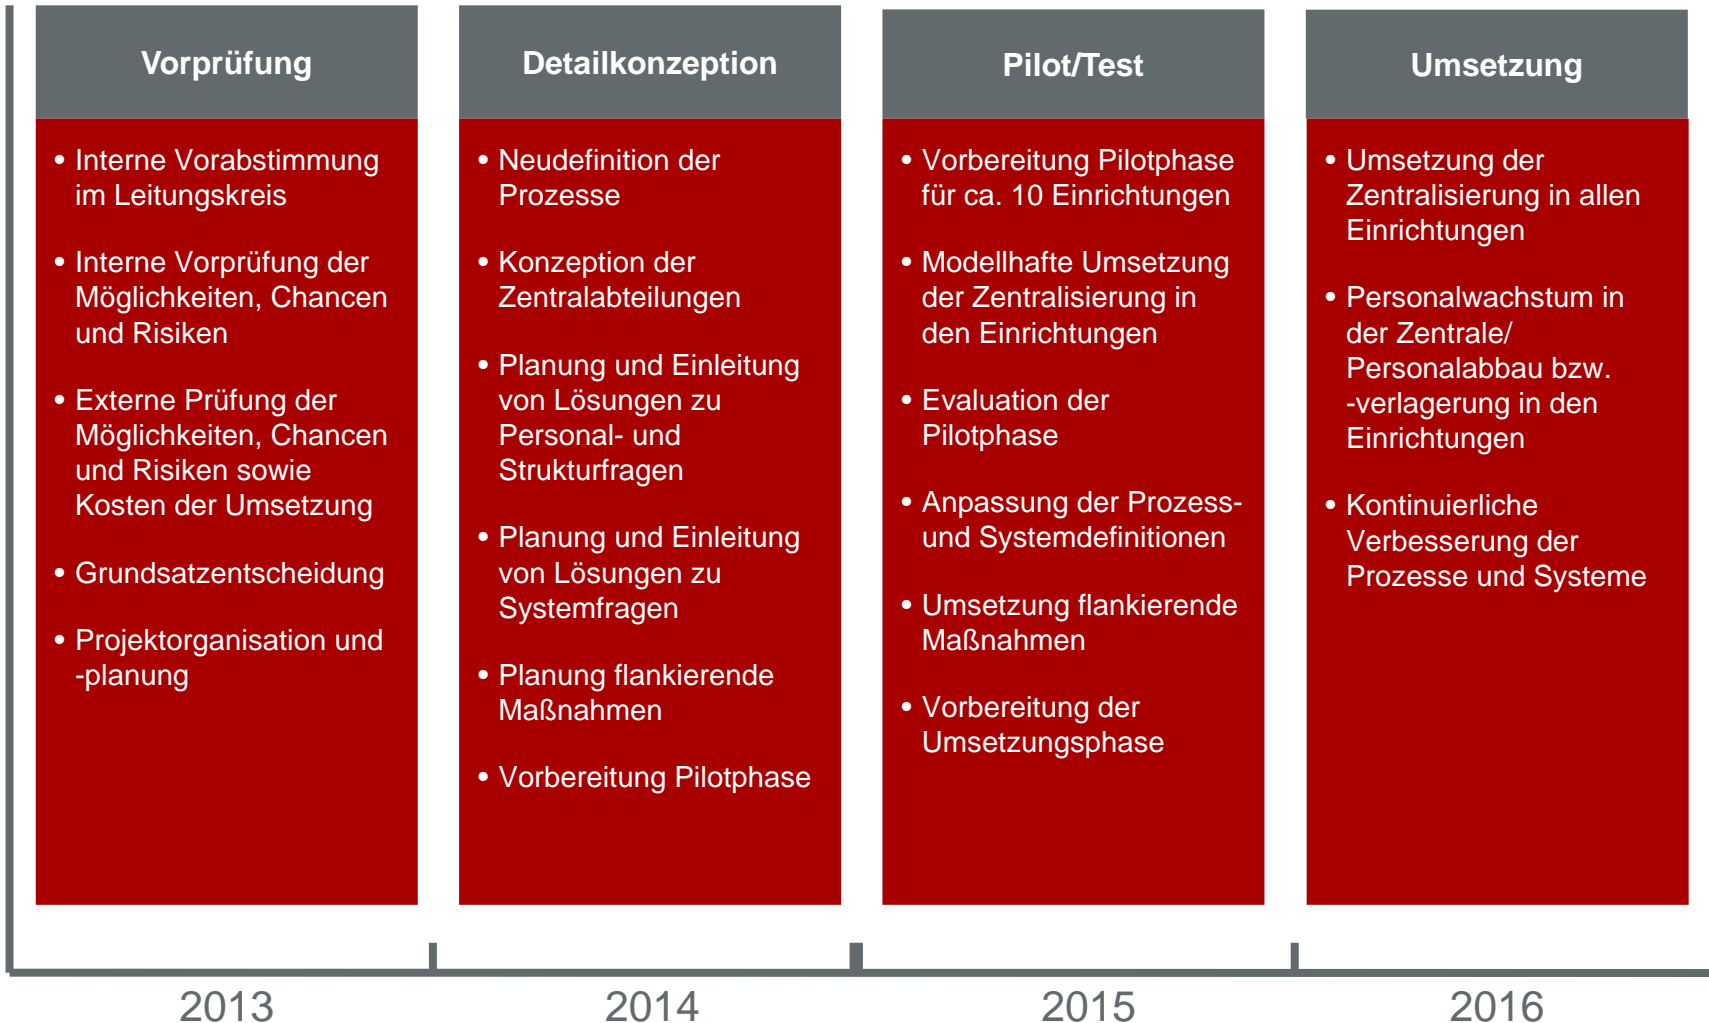 Vorprüfung
• Interne Vorabstimmung
im Leitungskreis
• Interne Vorprüfung der
Möglichkeiten, Chancen
und Risiken
• Externe Prüfung der
Möglichkeiten, Chancen
und Risiken sowie
Kosten der Umsetzung
• Grundsatzentscheidung
• Projektorganisation und
-planung
Detailkonzeption
• Neudefinition der
Prozesse
• Konzeption der
Zentralabteilungen
• Planung und Einleitung
von Lösungen zu
Personal- und
Strukturfragen
• Planung und Einleitung
von Lösungen zu
Systemfragen
• Planung flankierende
Maßnahmen
• Vorbereitung Pilotphase
Pilot/Test
• Vorbereitung Pilotphase
für ca. 10 Einrichtungen
• Modellhafte Umsetzung
der Zentralisierung in
den Einrichtungen
• Evaluation der
Pilotphase
• Anpassung der Prozess-
und Systemdefinitionen
• Umsetzung flankierende
Maßnahmen
• Vorbereitung der
Umsetzungsphase
Umsetzung
• Umsetzung der
Zentralisierung in allen
Einrichtungen
• Personalwachstum in
der Zentrale/
Personalabbau bzw.
-verlagerung in den
Einrichtungen
• Kontinuierliche
Verbesserung der
Prozesse und Systeme
2013
2014
2015
2016